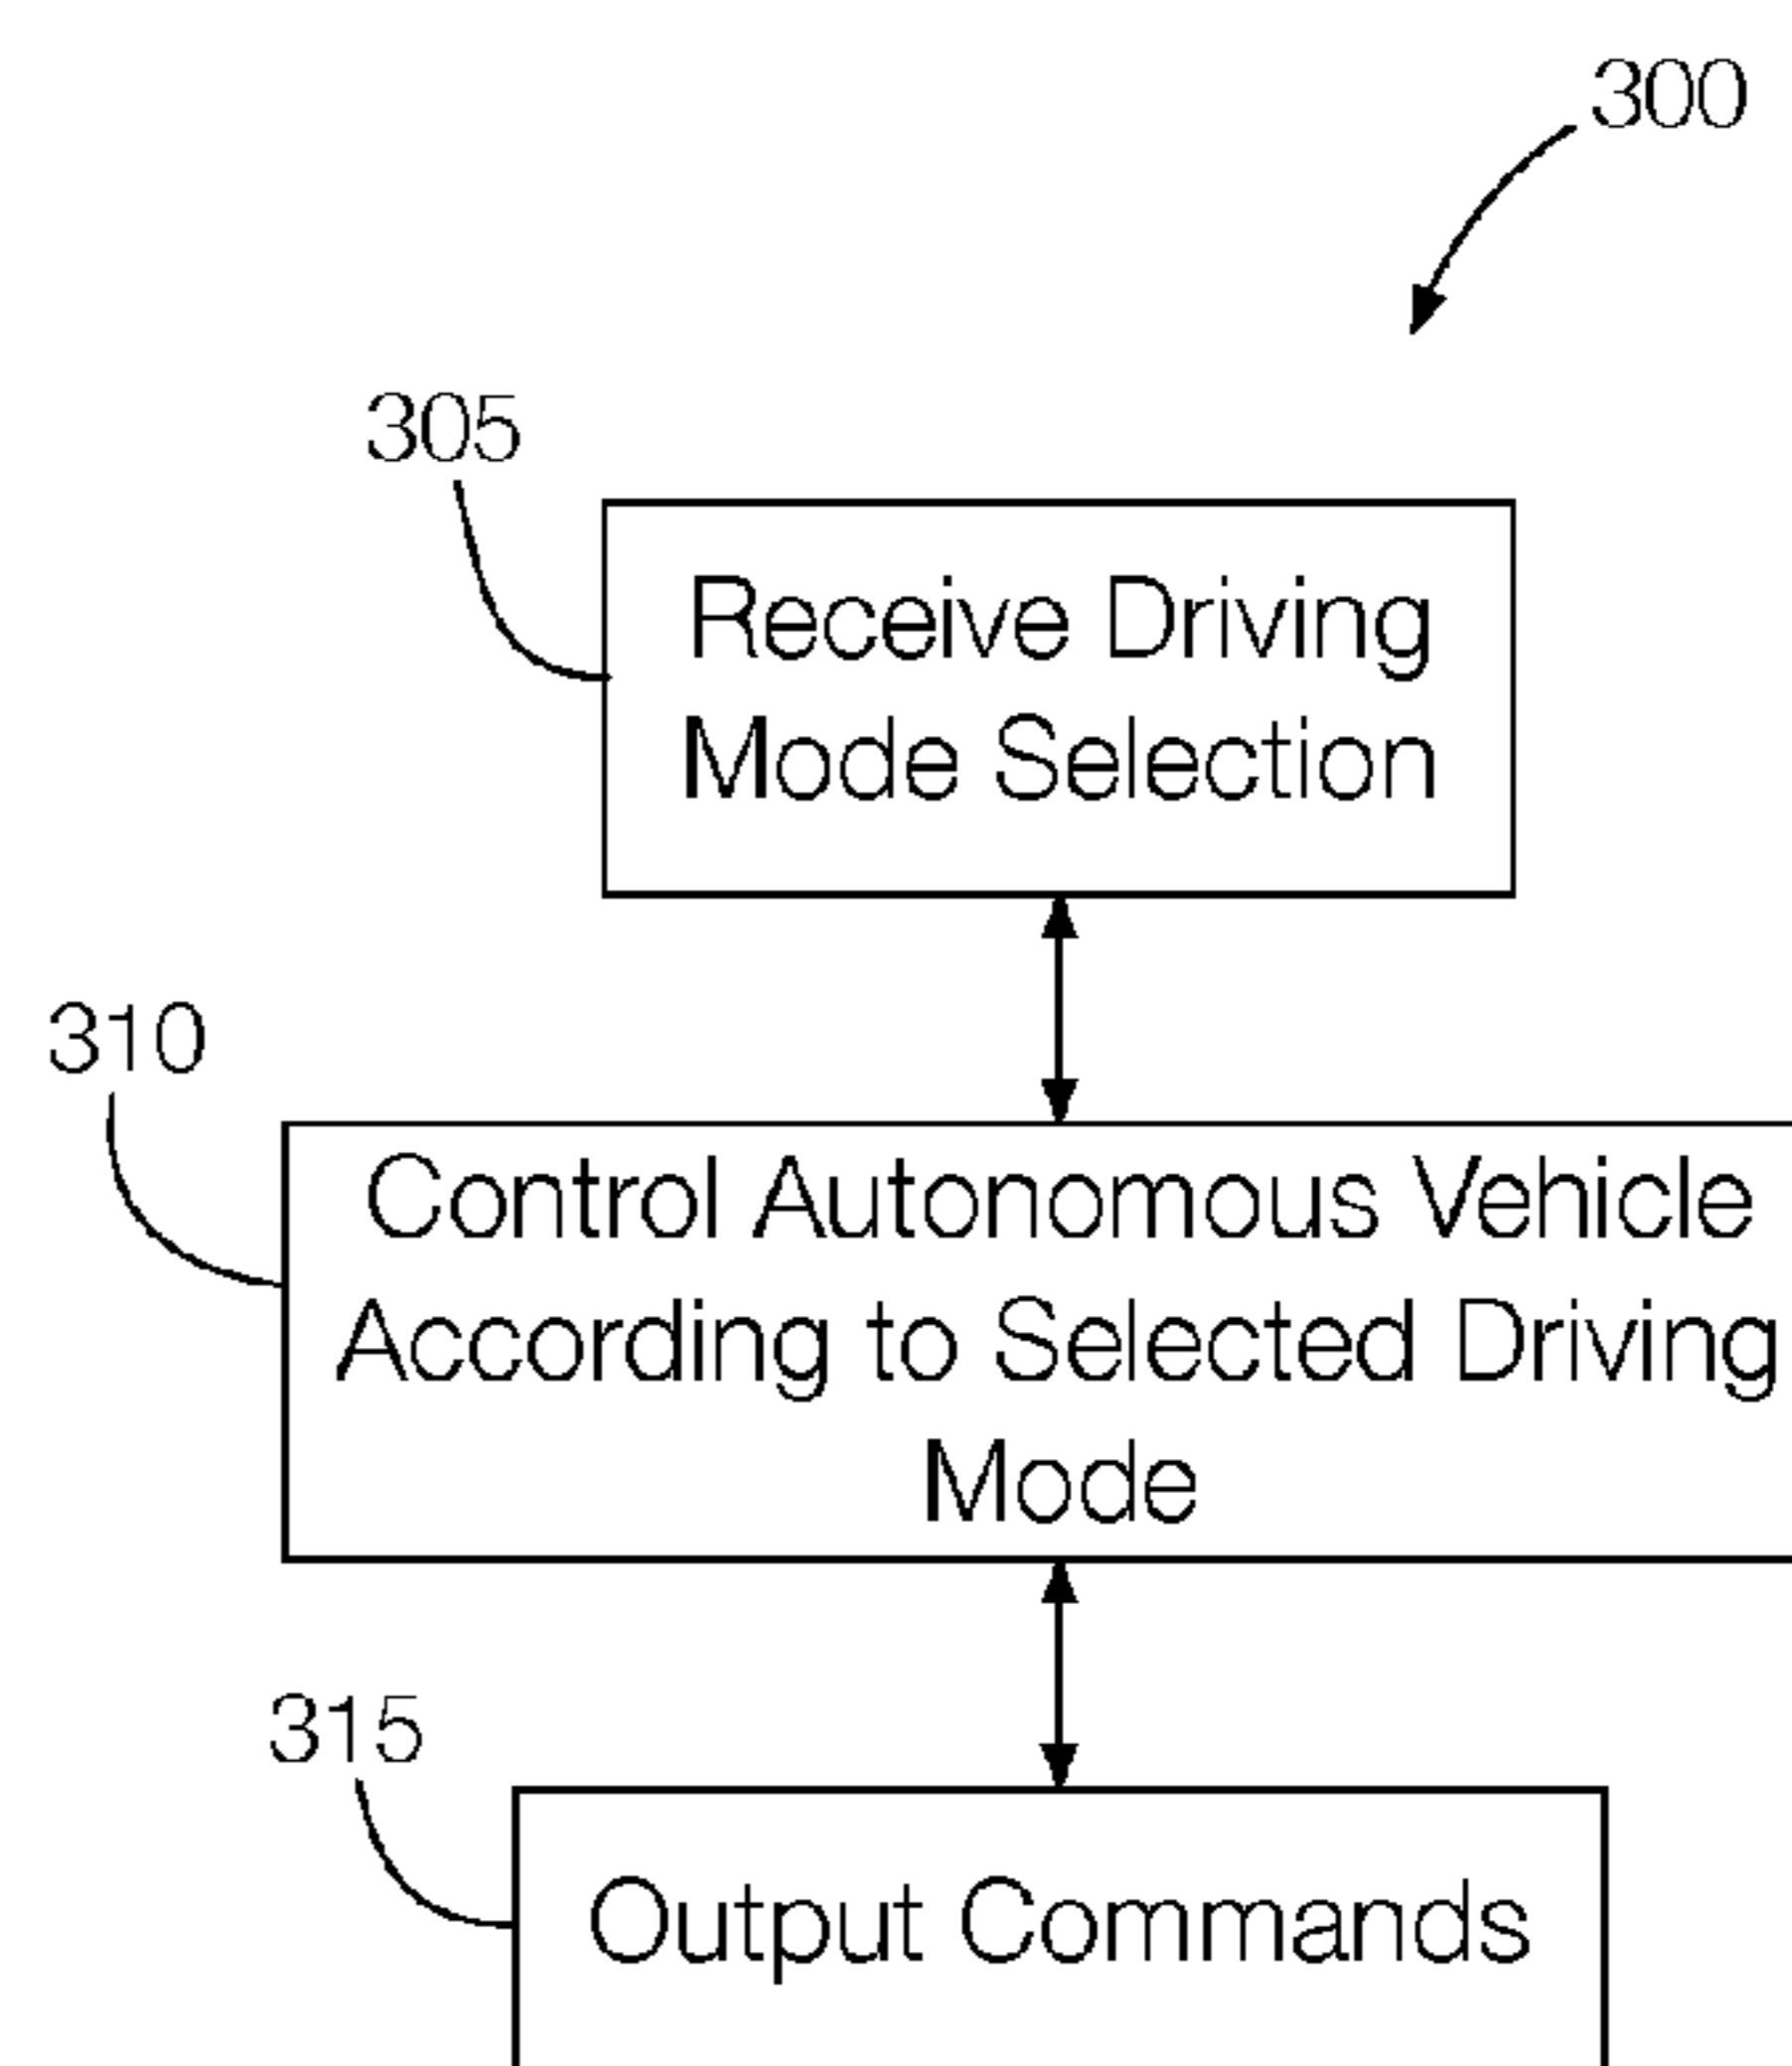 300
305
Receive Driving
Mode Selection
310
Control Autonomous Vehicle
According to Selected Driving
Mode
315
Output Commands